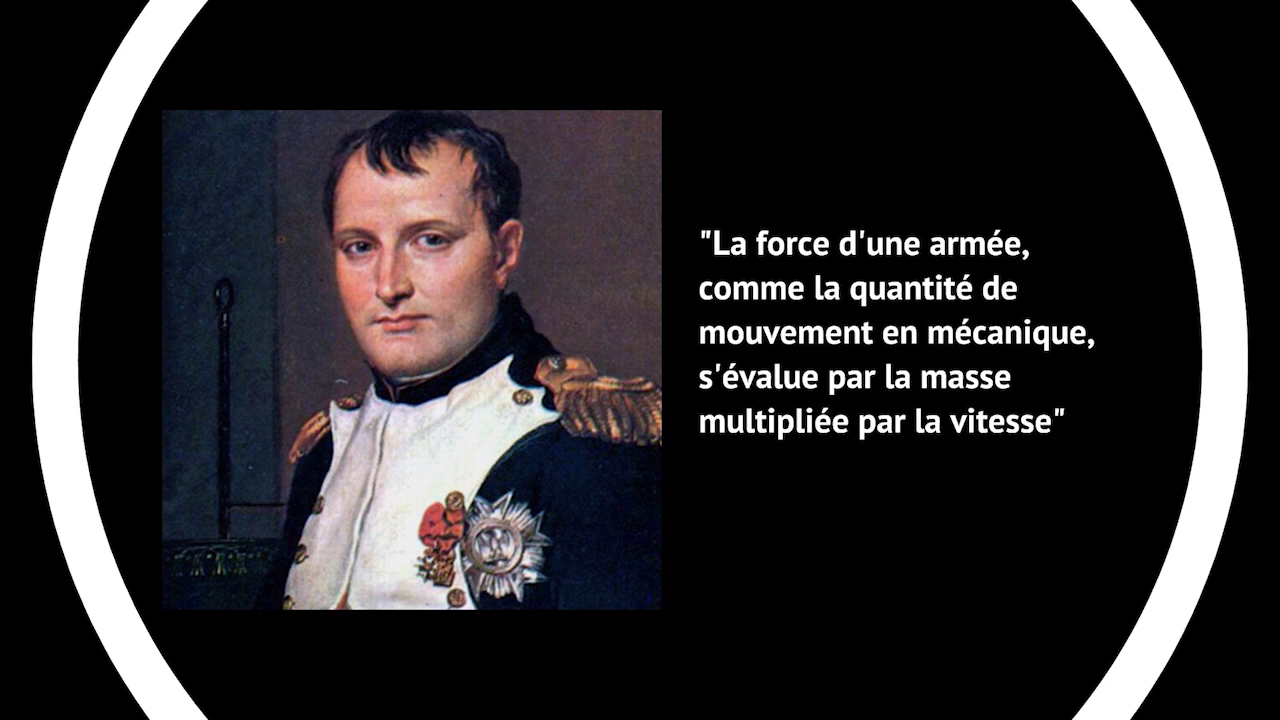 "La force d'une armée,
comme la quantité de
mouvement en mécanique,
s'évalue par la masse
multipliée par la vitesse"